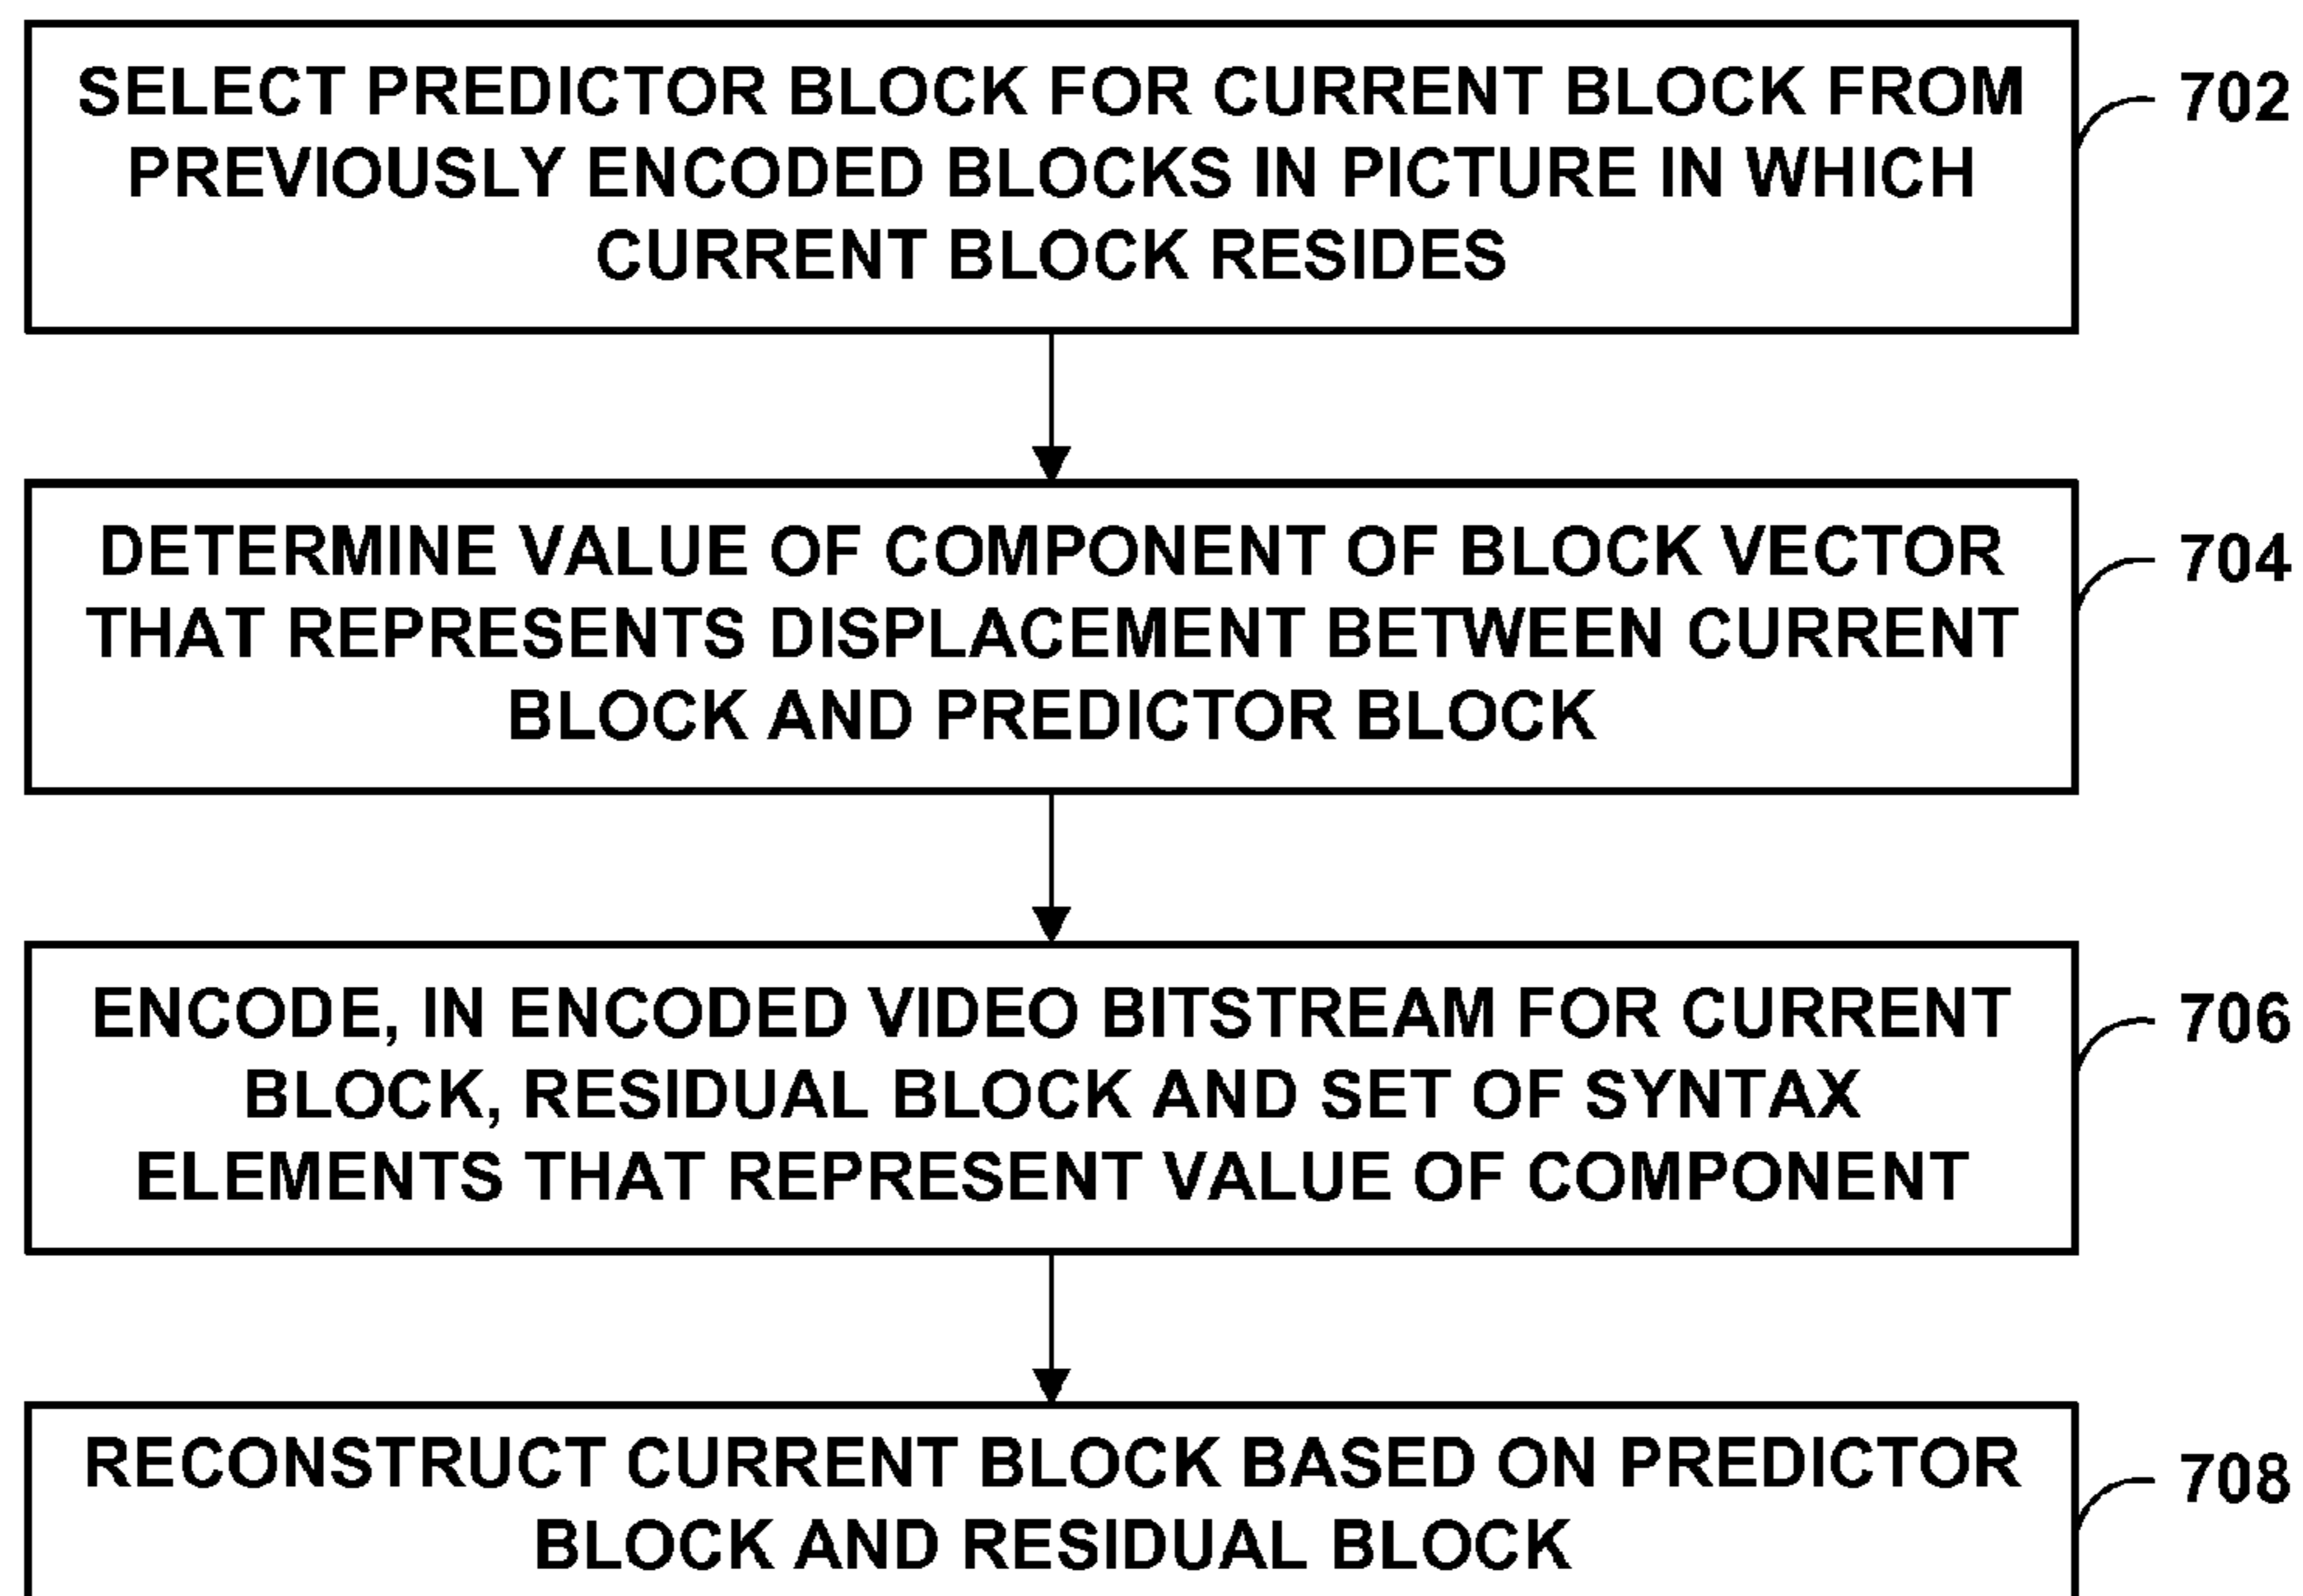 SELECT PREDICTOR BLOCK FOR CURRENT BLOCK FROM
PREVIOUSLY ENCODED BLOCKS IN PICTURE IN WHICH
CURRENT BLOCK RESIDES
702
DETERMINE VALUE OF COMPONENT OF BLOCK VECTOR
THAT REPRESENTS DISPLACEMENT BETWEEN CURRENT
BLOCK AND PREDICTOR BLOCK
704
ENCODE, IN ENCODED VIDEO BITSTREAM FOR CURRENT
BLOCK, RESIDUAL BLOCK AND SET OF SYNTAX
ELEMENTS THAT REPRESENT VALUE OF COMPONENT
706
RECONSTRUCT CURRENT BLOCK BASED ON PREDICTOR
BLOCK AND RESIDUAL BLOCK
708